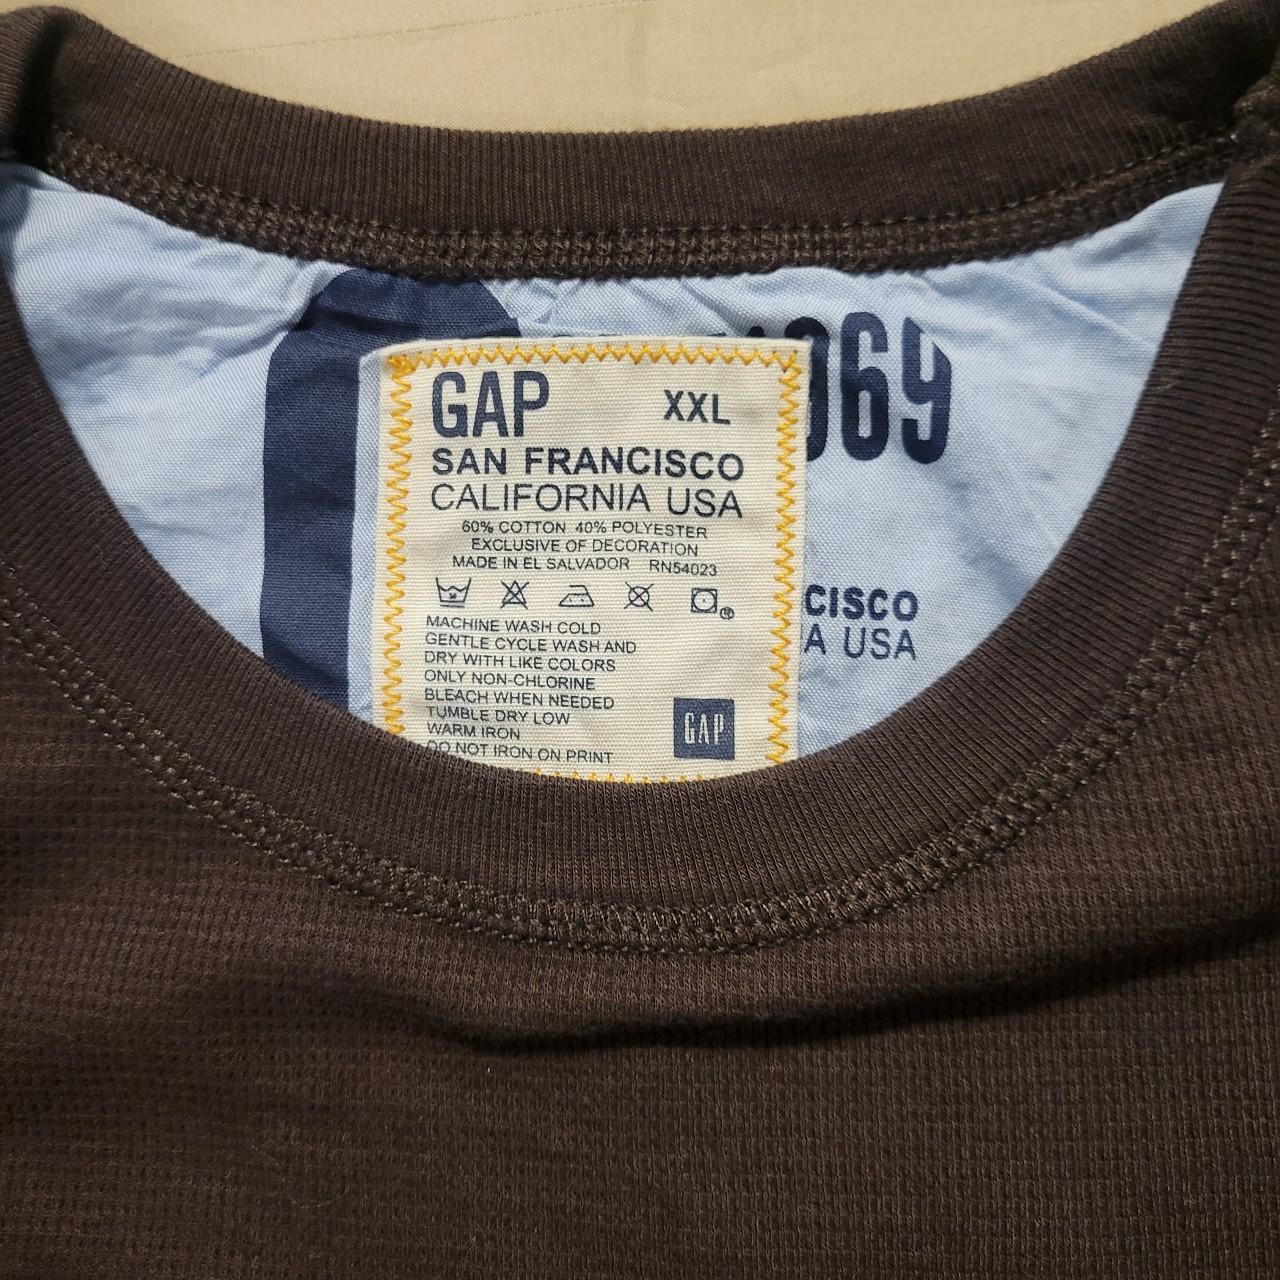 069
GAP XXL
SAN FRANCISCO
CALIFORNIA USA
60% COTTON 40% POLYESTER
EXCLUSIVE OF DECORATION
MADE IN EL SALVADOR RN54023
CISCO
A USA
MACHINE WASH COLD
GENTLE CYCLE WASH AND
DRY WITH LIKE COLORS
ONLY NON-CHLORINE
BLEACH WHEN NEEDED
TUMBLE DRY LOW
WARM IRON
DO NOT IRON ON PRINT
GAP